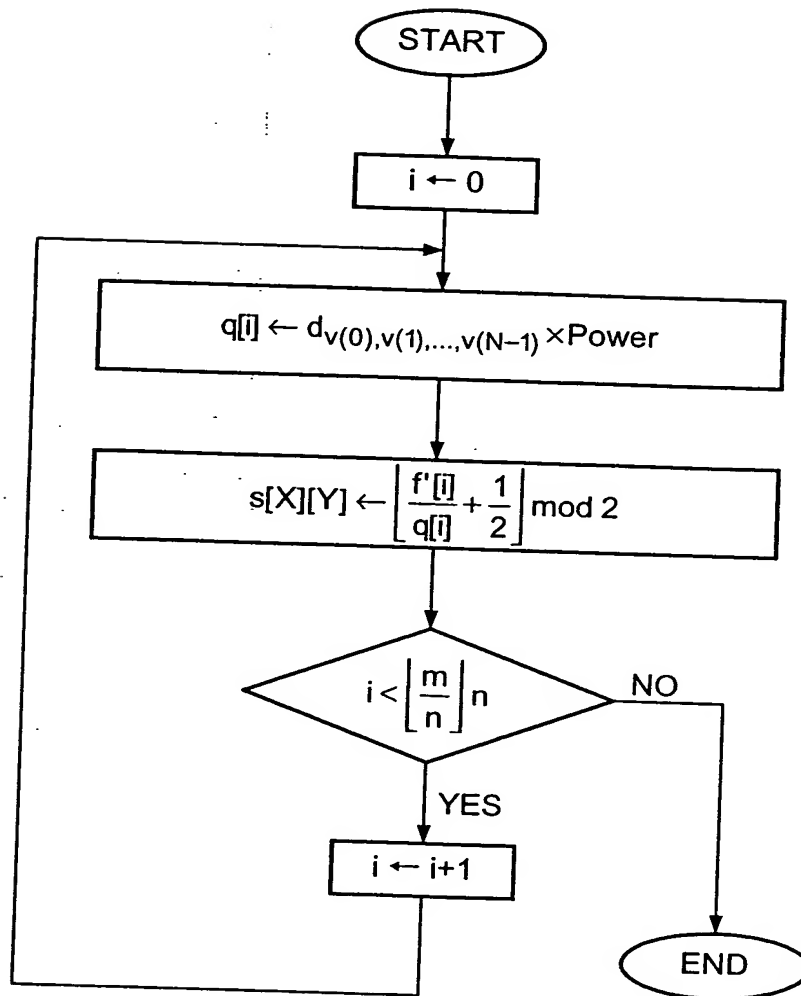 START
i ← 0
q[i] ← d_{v(0),v(1),...,v(N−1)} ×Power
s[X][Y] ← ⌊ f'[i] / q[i] + 1 / 2 ⌋ mod 2
i < ⌊ m / n ⌋ n
NO
YES
i ← i+1
END